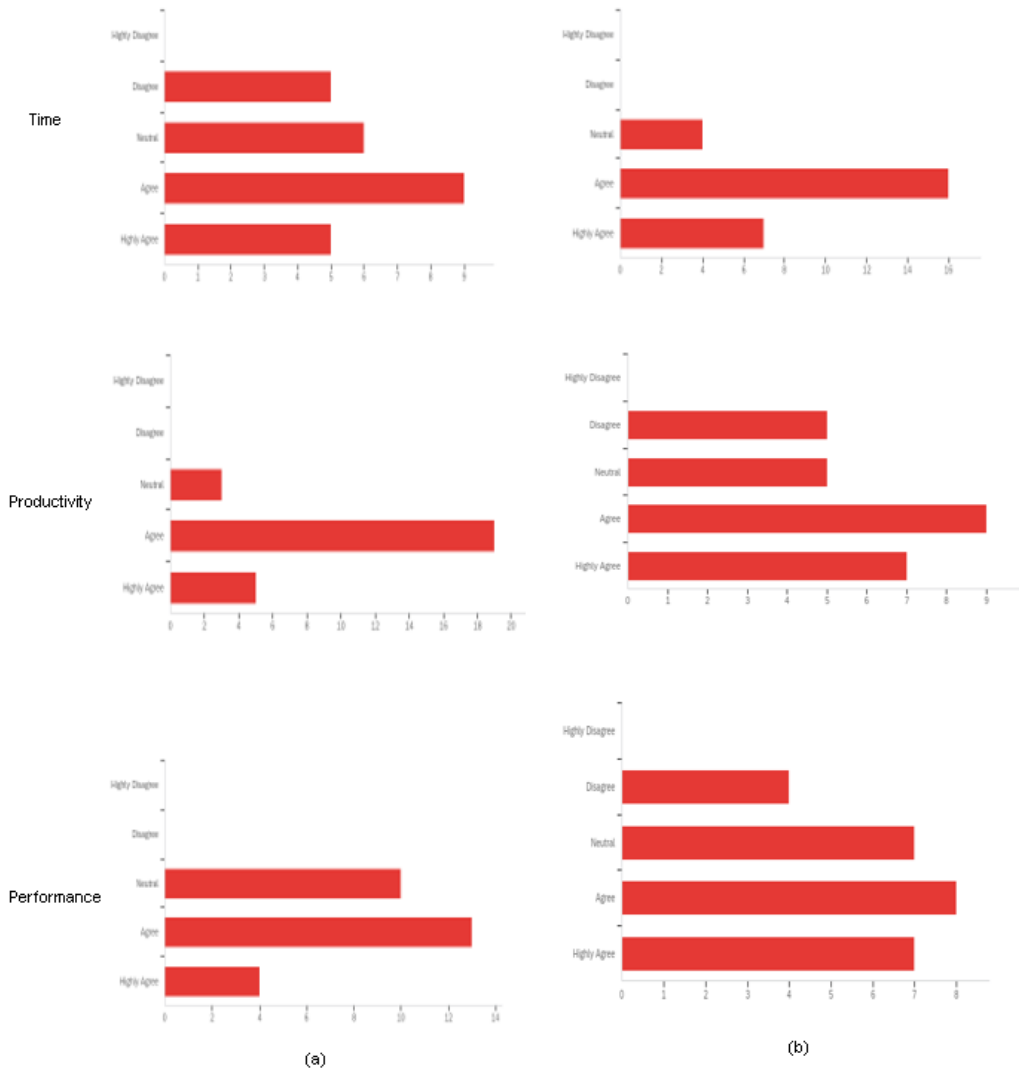 Time
Highly Disagree
Disagree
Neutral
Agree
Highly Agree
0 1 2 3 4 5 6 7 8 9
Highly Disagree
Disagree
Neutral
Agree
Highly Agree
0 2 4 6 8 10 12 14 16
Productivity
Highly Disagree
Disagree
Neutral
Agree
Highly Agree
0 2 4 6 8 10 12 14 16 18 20
Highly Disagree
Disagree
Neutral
Agree
Highly Agree
0 1 2 3 4 5 6 7 8 9
Performance
Highly Disagree
Disagree
Neutral
Agree
Highly Agree
0 2 4 6 8 10 12 14
Highly Disagree
Disagree
Neutral
Agree
Highly Agree
0 1 2 3 4 5 6 7 8
(a)
(b)